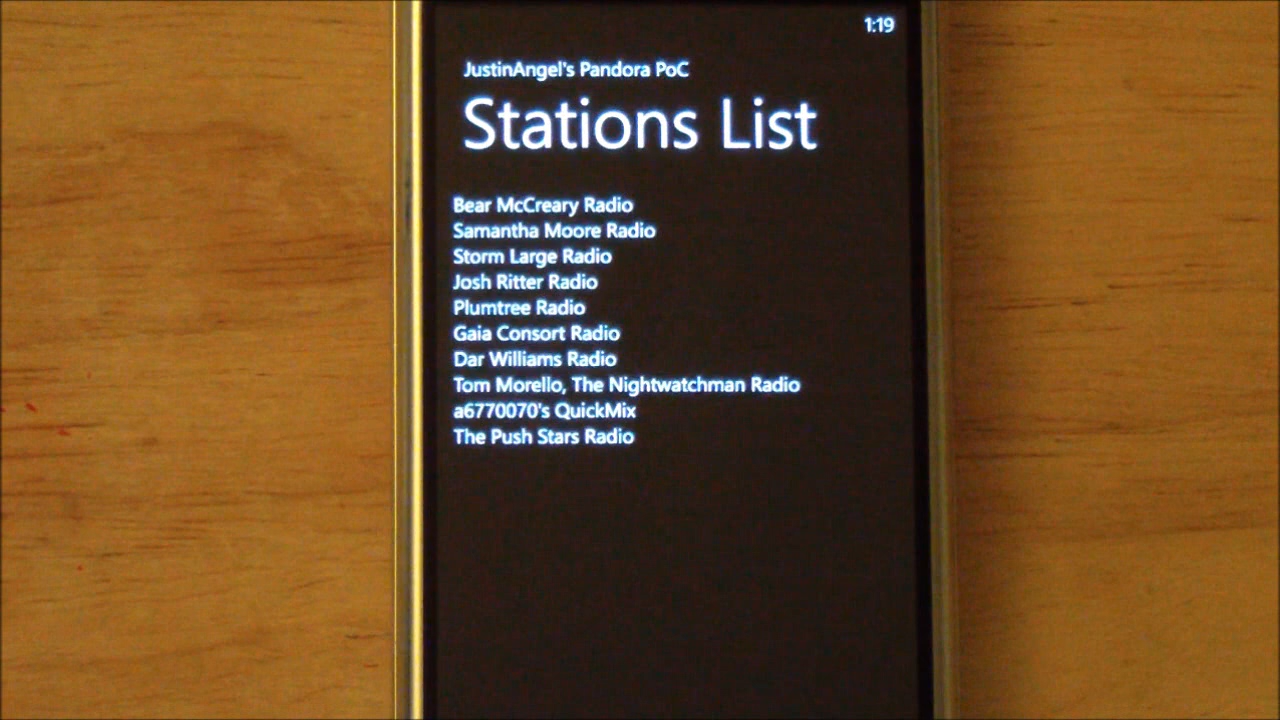 1:19
JustinAngel's Pandora PoC
Stations List
Bear McCreary Radio
Samantha Moore Radio
Storm Large Radio
Josh Ritter Radio
Plumtree Radio
Gaia Consort Radio
Dar Williams Radio
Tom Morello, The Nightwatchman Radio
a6770070's QuickMix
The Push Stars Radio